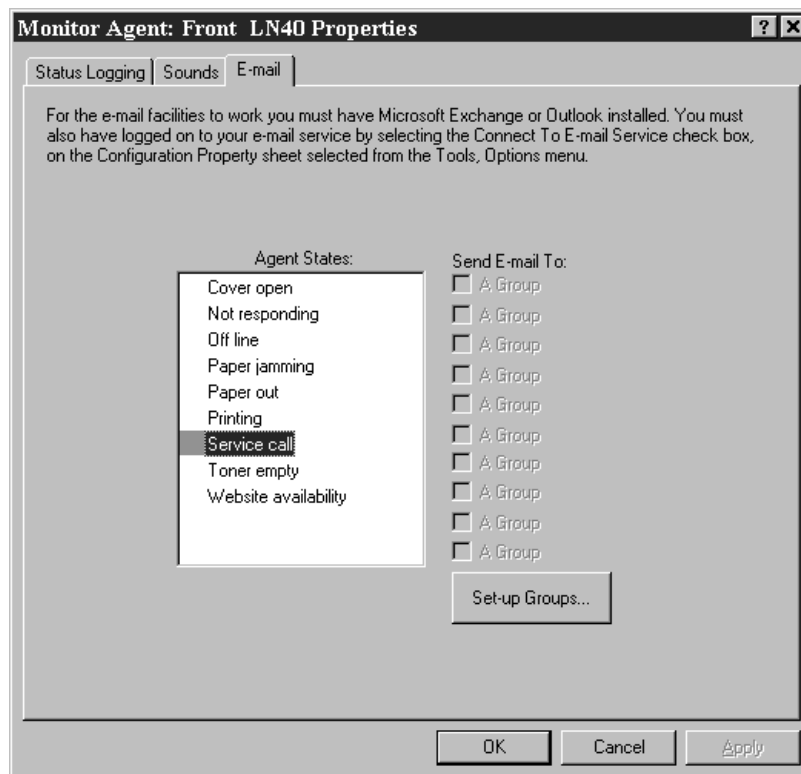 Monitor Agent: Front LN40 Properties
Status Logging Sounds E-mail
For the e-mail facilities to work you must have Microsoft Exchange or Outlook installed. You must
also have logged on to your e-mail service by selecting the Connect To E-mail Service check box,
on the Configuration Property sheet selected from the Tools, Options menu.
Agent States:
Cover open
Not responding
Off line
Paper jamming
Paper out
Printing
Service call
Toner empty
Website availability
Send E-mail To:
A Group
A Group
A Group
A Group
A Group
A Group
A Group
A Group
A Group
A Group
Set-up Groups...
OK Cancel Apply